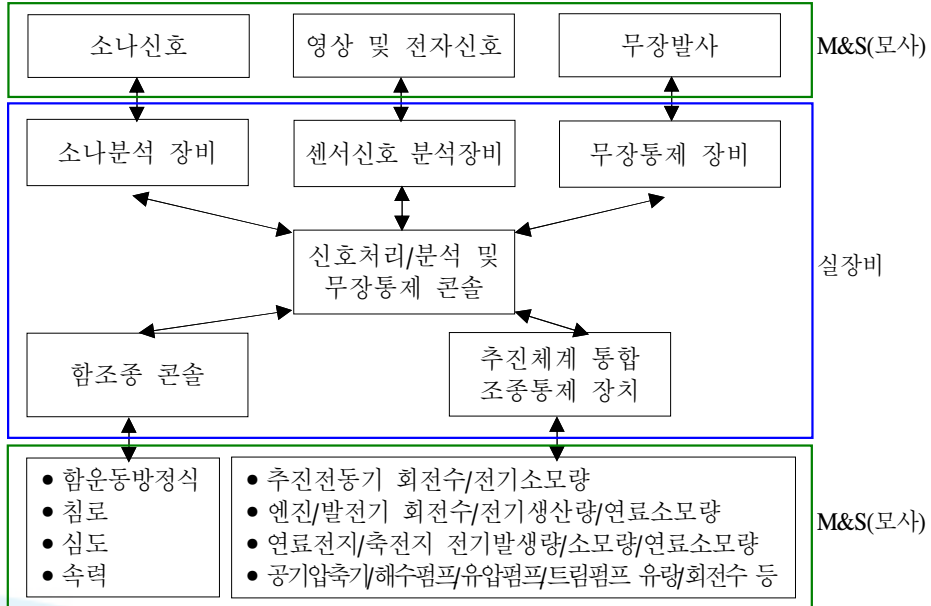 소나신호
영상 및 전자신호
무장발사
M&S(모사)
소나분석 장비
센서신호 분석장비
무장통제 장비
신호처리/분석 및
무장통제 콘솔
실장비
함조종 콘솔
추진체계 통합
조종통제 장치
• 함운동방정식
• 침로
• 심도
• 속력
• 추진전동기 회전수/전기소모량
• 엔진/발전기 회전수/전기생산량/연료소모량
• 연료전지/축전지 전기발생량/소모량/연료소모량
• 공기압축기/해수펌프/유압펌프/트림펌프 유량/회전수 등
M&S(모사)